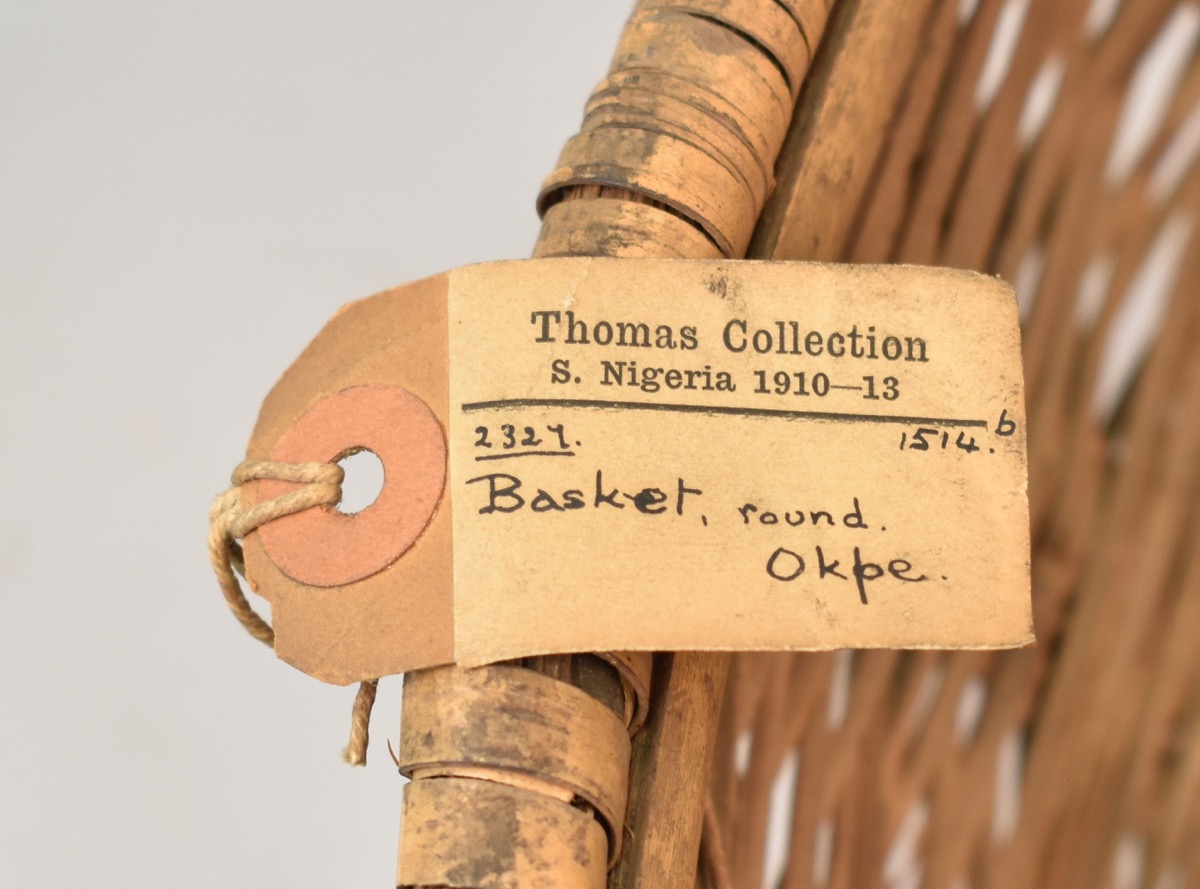 Thomas Collection
S. Nigeria 1910—13
2327. 1514.b
Basket, round.
Okpe.